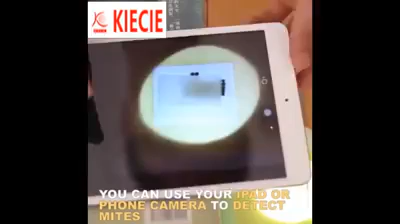 KIECIE
YOU CAN USE YOUR IPAD OR
PHONE CAMERA TO DETECT
MITES